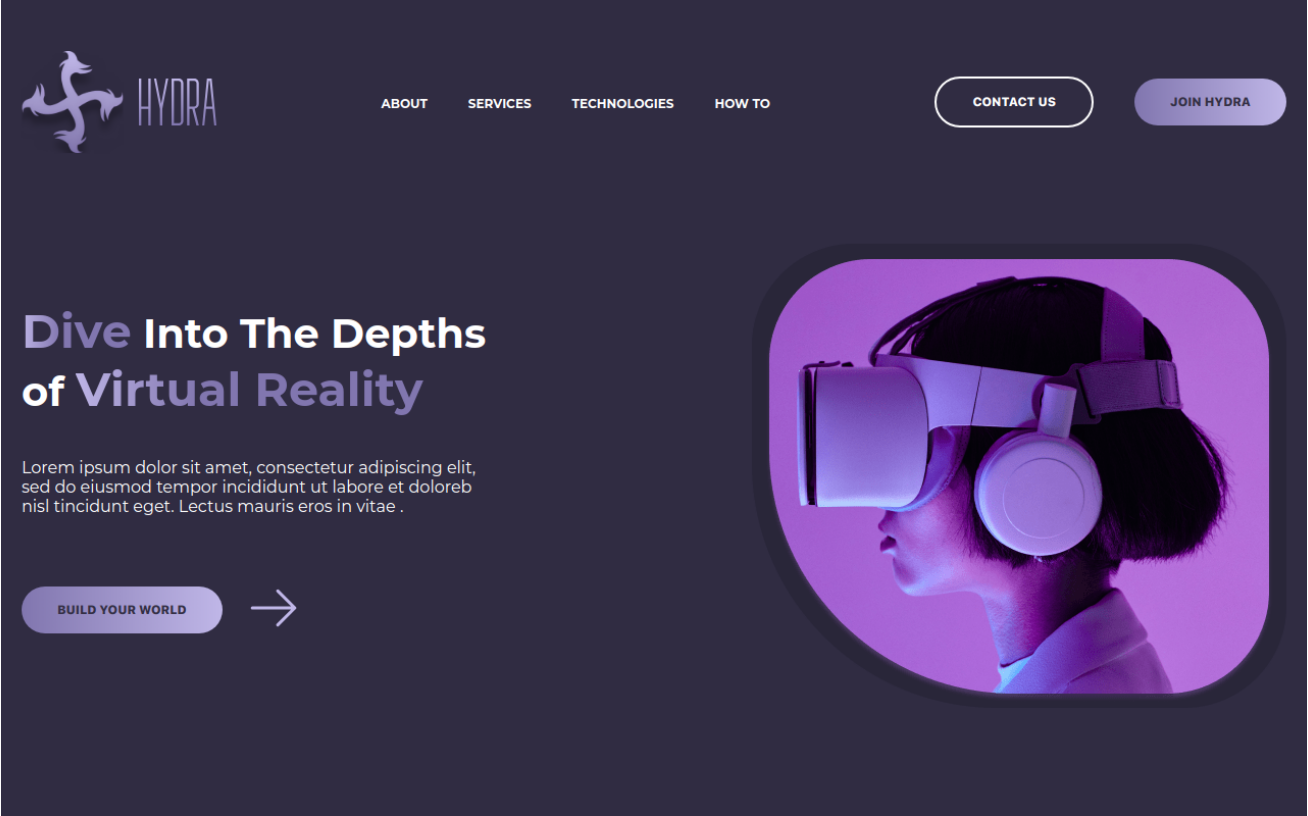 HYDRA
ABOUT SERVICES TECHNOLOGIES HOW TO
CONTACT US
JOIN HYDRA
Dive Into The Depths
of Virtual Reality
Lorem ipsum dolor sit amet, consectetur adipiscing elit,
sed do eiusmod tempor incididunt ut labore et doloreb
nisl tincidunt eget. Lectus mauris eros in vitae .
BUILD YOUR WORLD